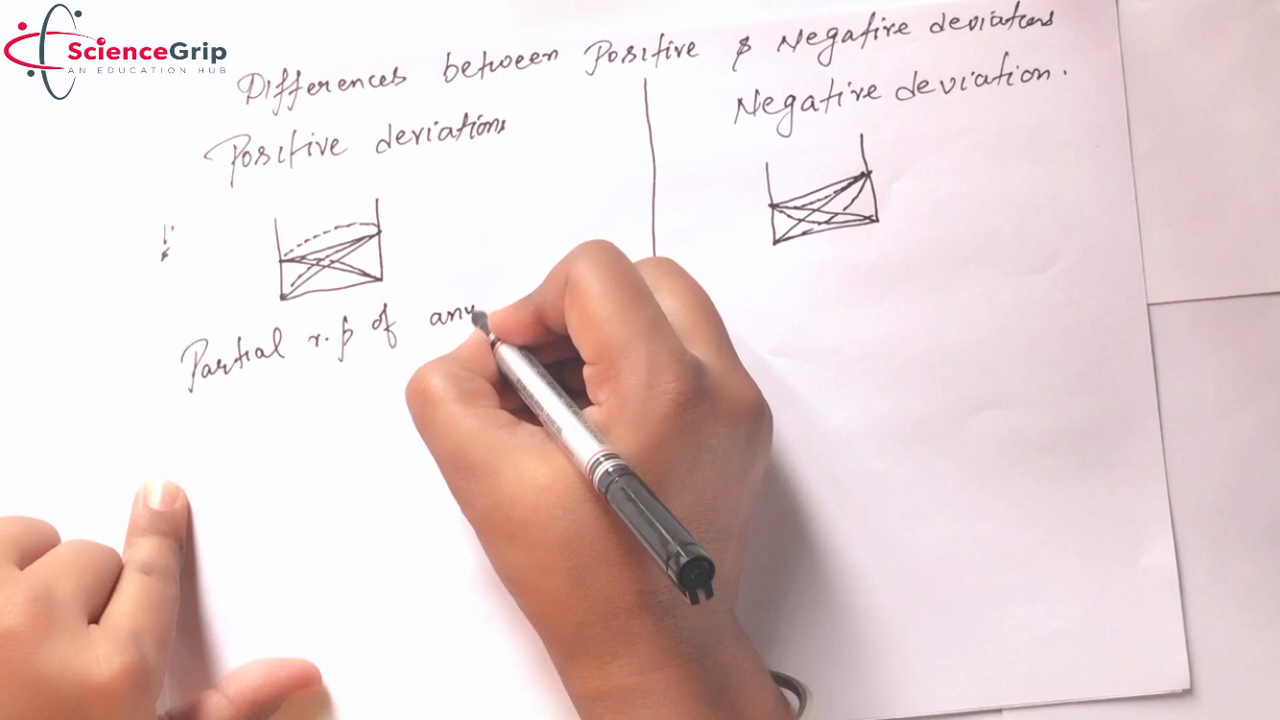 ScienceGrip
AN EDUCATION HUB
Differences between Positive & Negative deviations
Positive deviations
Negative deviation.
Partial v.p of any